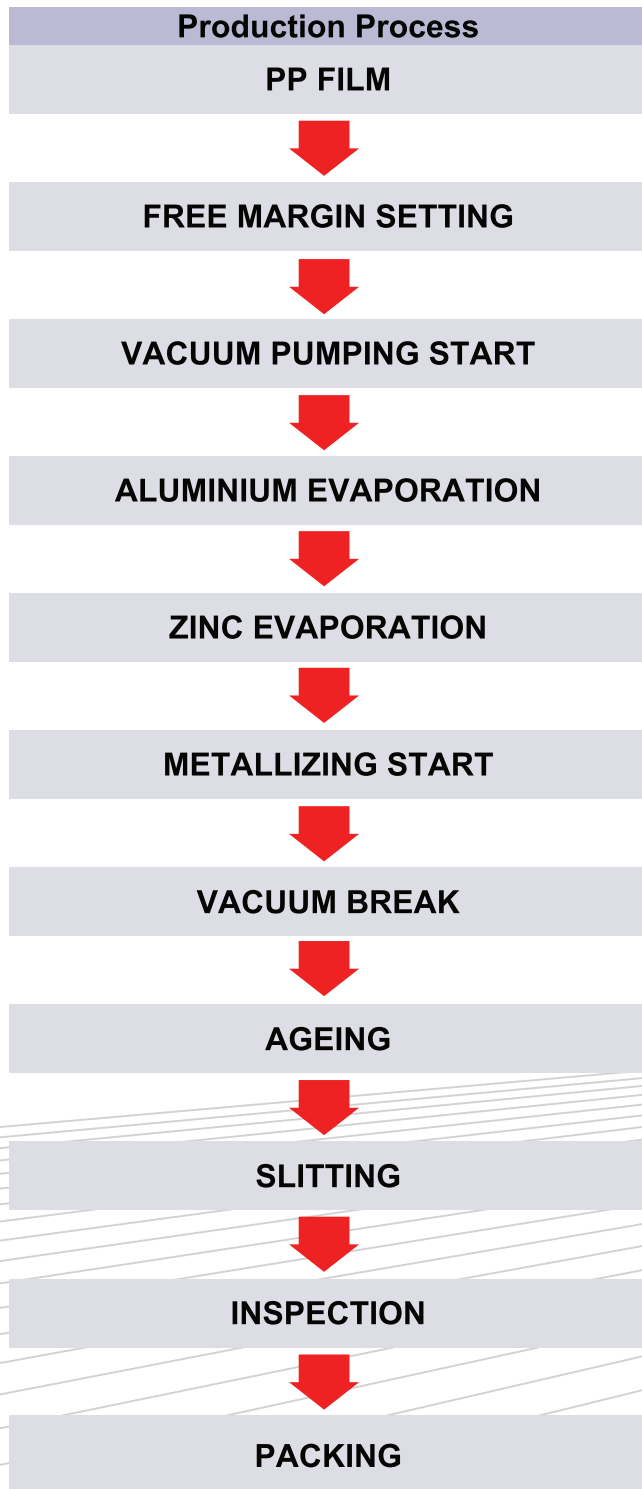 Production Process
PP FILM
FREE MARGIN SETTING
VACUUM PUMPING START
ALUMINIUM EVAPORATION
ZINC EVAPORATION
METALLIZING START
VACUUM BREAK
AGEING
SLITTING
INSPECTION
PACKING